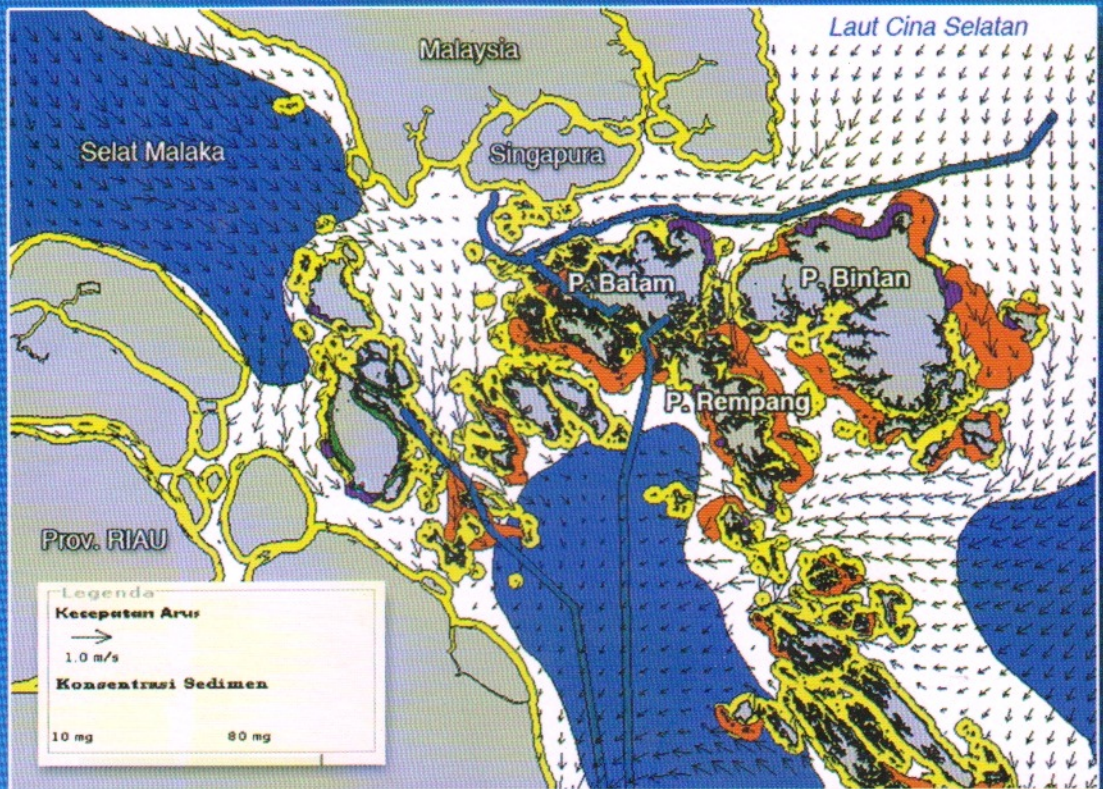 Laut Cina Selatan
Malaysia
Selat Malaka
Singapura
P. Batam
P. Bintan
P. Rempang
Prov. RIAU
Legenda
Kecepatan Arus
1.0 m/s
Konsentrasi Sedimen
10 mg 80 mg